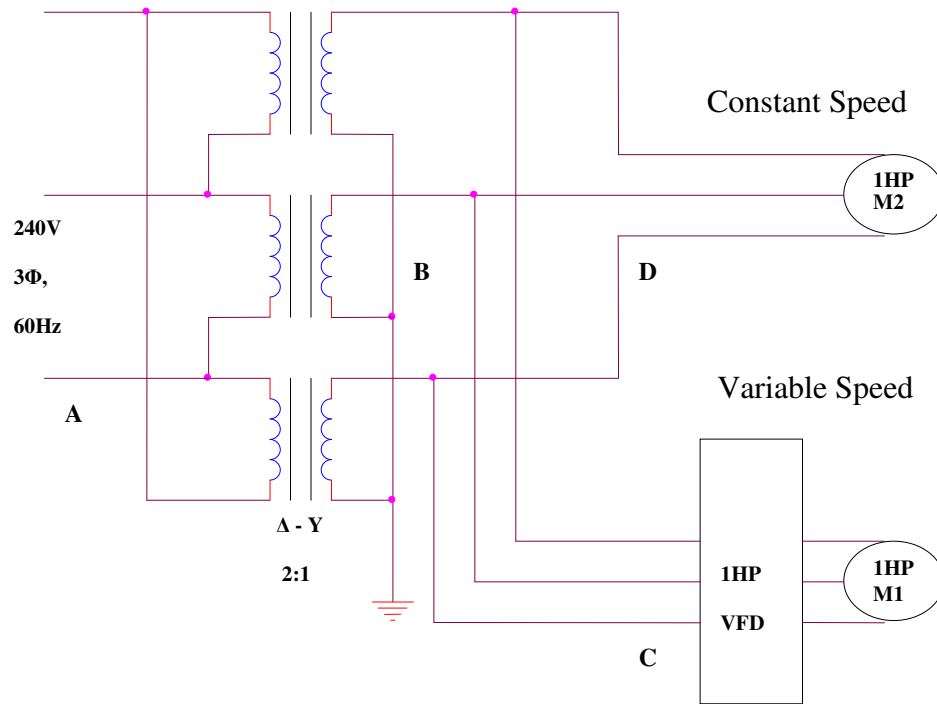 Constant Speed
1HP
M2
240V
3Φ,
60Hz
B
D
A
Variable Speed
Δ - Y
2:1
1HP
VFD
1HP
M1
C